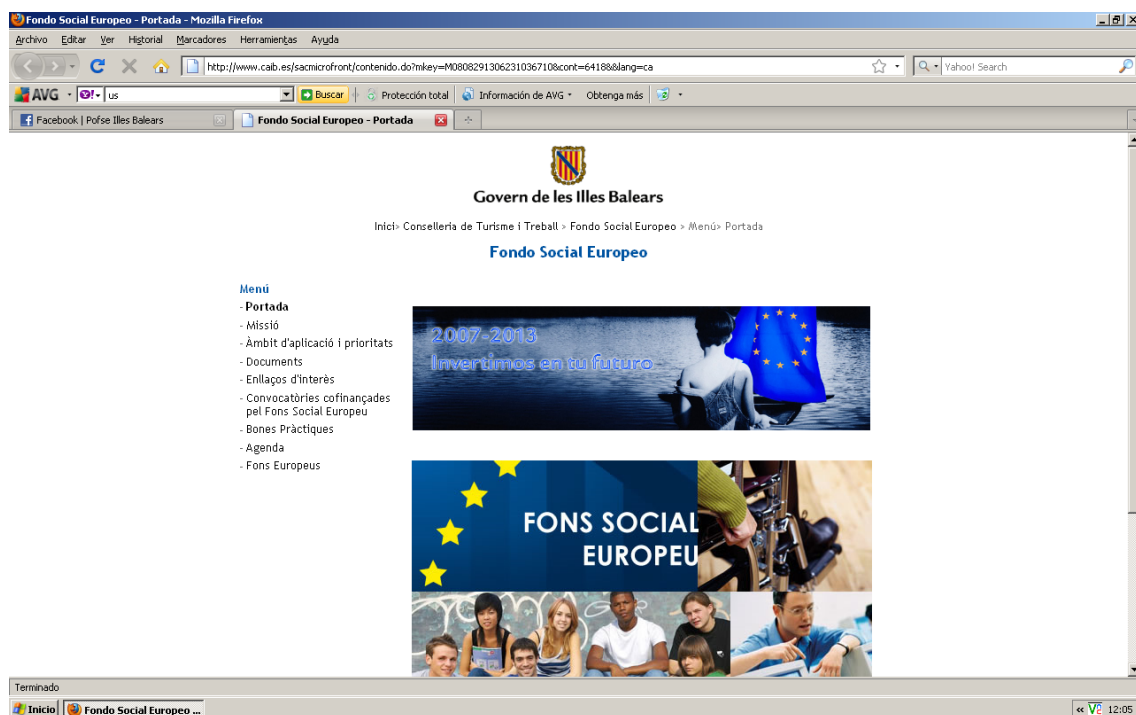 Fondo Social Europeo - Portada - Mozilla Firefox
Archivo Editar Ver Historial Marcadores Herramientas Ayuda
http://www.caib.es/sacmicrofront/contenido.do?mkey=M0808291306231036710&cont=6418&&lang=ca
Yahoo! Search
AVG Y! us Buscar Protección total Información de AVG Obtenga más
Facebook | Pofse Illes Balears
Fondo Social Europeo - Portada
Govern de les Illes Balears
Inici> Conselleria de Turisme i Treball > Fondo Social Europeo > Menú> Portada
Fondo Social Europeo
Menú
- Portada
- Missió
- Àmbit d'aplicació i prioritats
- Documents
- Enllaços d'interès
- Convocatòries cofinançades
pel Fons Social Europeu
- Bones Pràctiques
- Agenda
- Fons Europeus
2007-2013
Invertimos en tu futuro
FONS SOCIAL
EUROPEU
Terminado
Inicio Fondo Social Europeo ...
« 12:05